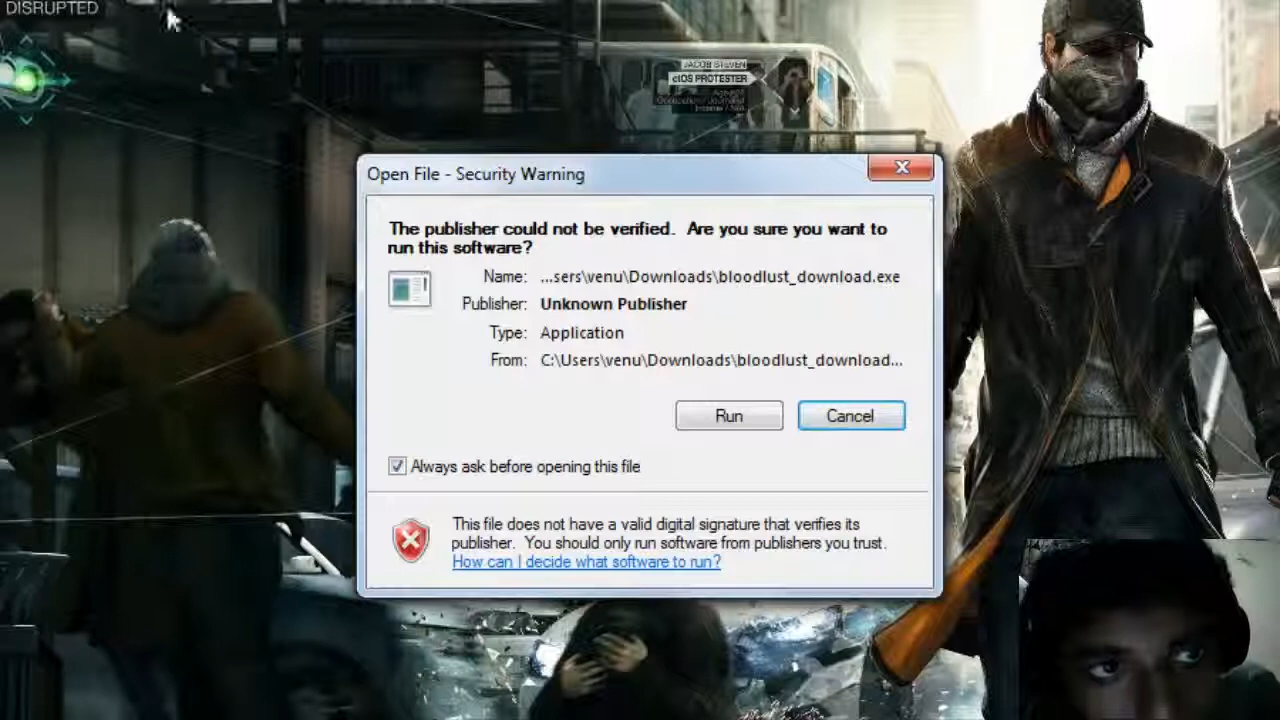 DISRUPTED
JACOB STEVEN
ctOS PROTESTER
Open File - Security Warning
The publisher could not be verified. Are you sure you want to
run this software?
Name: ...sers\venu\Downloads\bloodlust_download.exe
Publisher: Unknown Publisher
Type: Application
From: C:\Users\venu\Downloads\bloodlust_download...
Run Cancel
Always ask before opening this file
This file does not have a valid digital signature that verifies its
publisher. You should only run software from publishers you trust.
How can I decide what software to run?